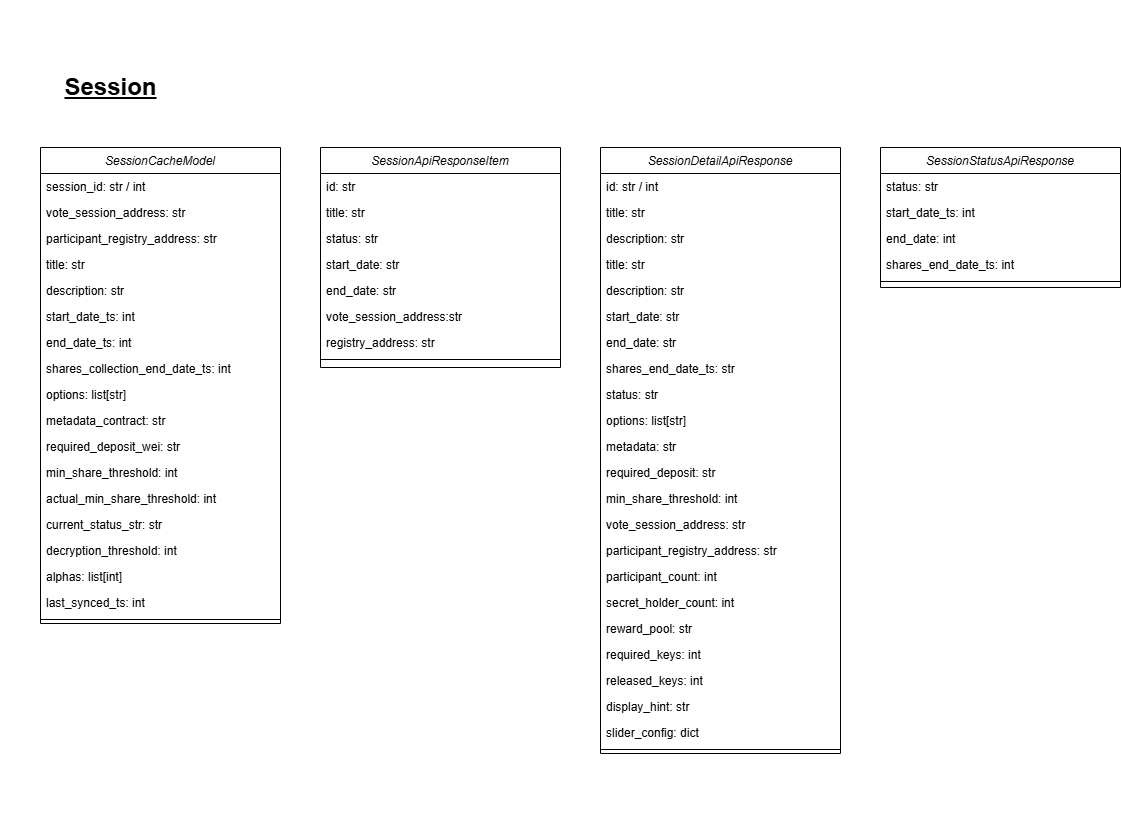 Session
SessionCacheModel
session_id: str / int
vote_session_address: str
participant_registry_address: str
title: str
description: str
start_date_ts: int
end_date_ts: int
shares_collection_end_date_ts: int
options: list[str]
metadata_contract: str
required_deposit_wei: str
min_share_threshold: int
actual_min_share_threshold: int
current_status_str: str
decryption_threshold: int
alphas: list[int]
last_synced_ts: int
SessionApiResponseItem
id: str
title: str
status: str
start_date: str
end_date: str
vote_session_address:str
registry_address: str
SessionDetailApiResponse
id: str / int
title: str
description: str
title: str
description: str
start_date: str
end_date: str
shares_end_date_ts: str
status: str
options: list[str]
metadata: str
required_deposit: str
min_share_threshold: int
vote_session_address: str
participant_registry_address: str
participant_count: int
secret_holder_count: int
reward_pool: str
required_keys: int
released_keys: int
display_hint: str
slider_config: dict
SessionStatusApiResponse
status: str
start_date_ts: int
end_date: int
shares_end_date_ts: int